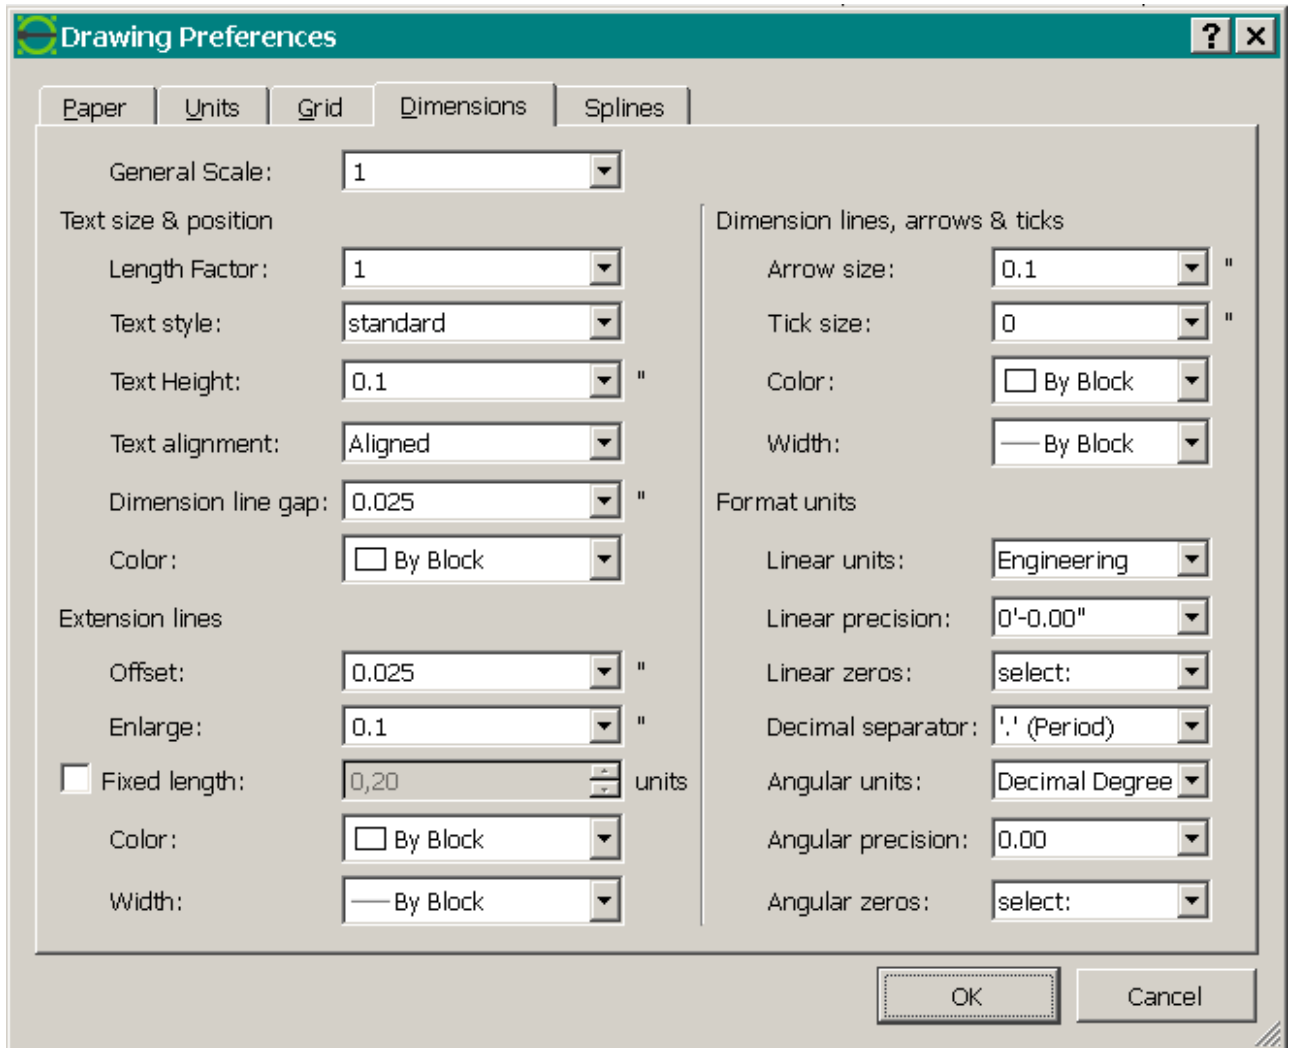 Drawing Preferences
Paper Units Grid Dimensions Splines
General Scale: 1
Text size & position
Length Factor: 1
Text style: standard
Text Height: 0.1 "
Text alignment: Aligned
Dimension line gap: 0.025 "
Color: By Block
Extension lines
Offset: 0.025 "
Enlarge: 0.1 "
Fixed length: 0,20 units
Color: By Block
Width: By Block
Dimension lines, arrows & ticks
Arrow size: 0.1 "
Tick size: 0 "
Color: By Block
Width: By Block
Format units
Linear units: Engineering
Linear precision: 0'-0.00"
Linear zeros: select:
Decimal separator: '.' (Period)
Angular units: Decimal Degree
Angular precision: 0.00
Angular zeros: select:
OK Cancel